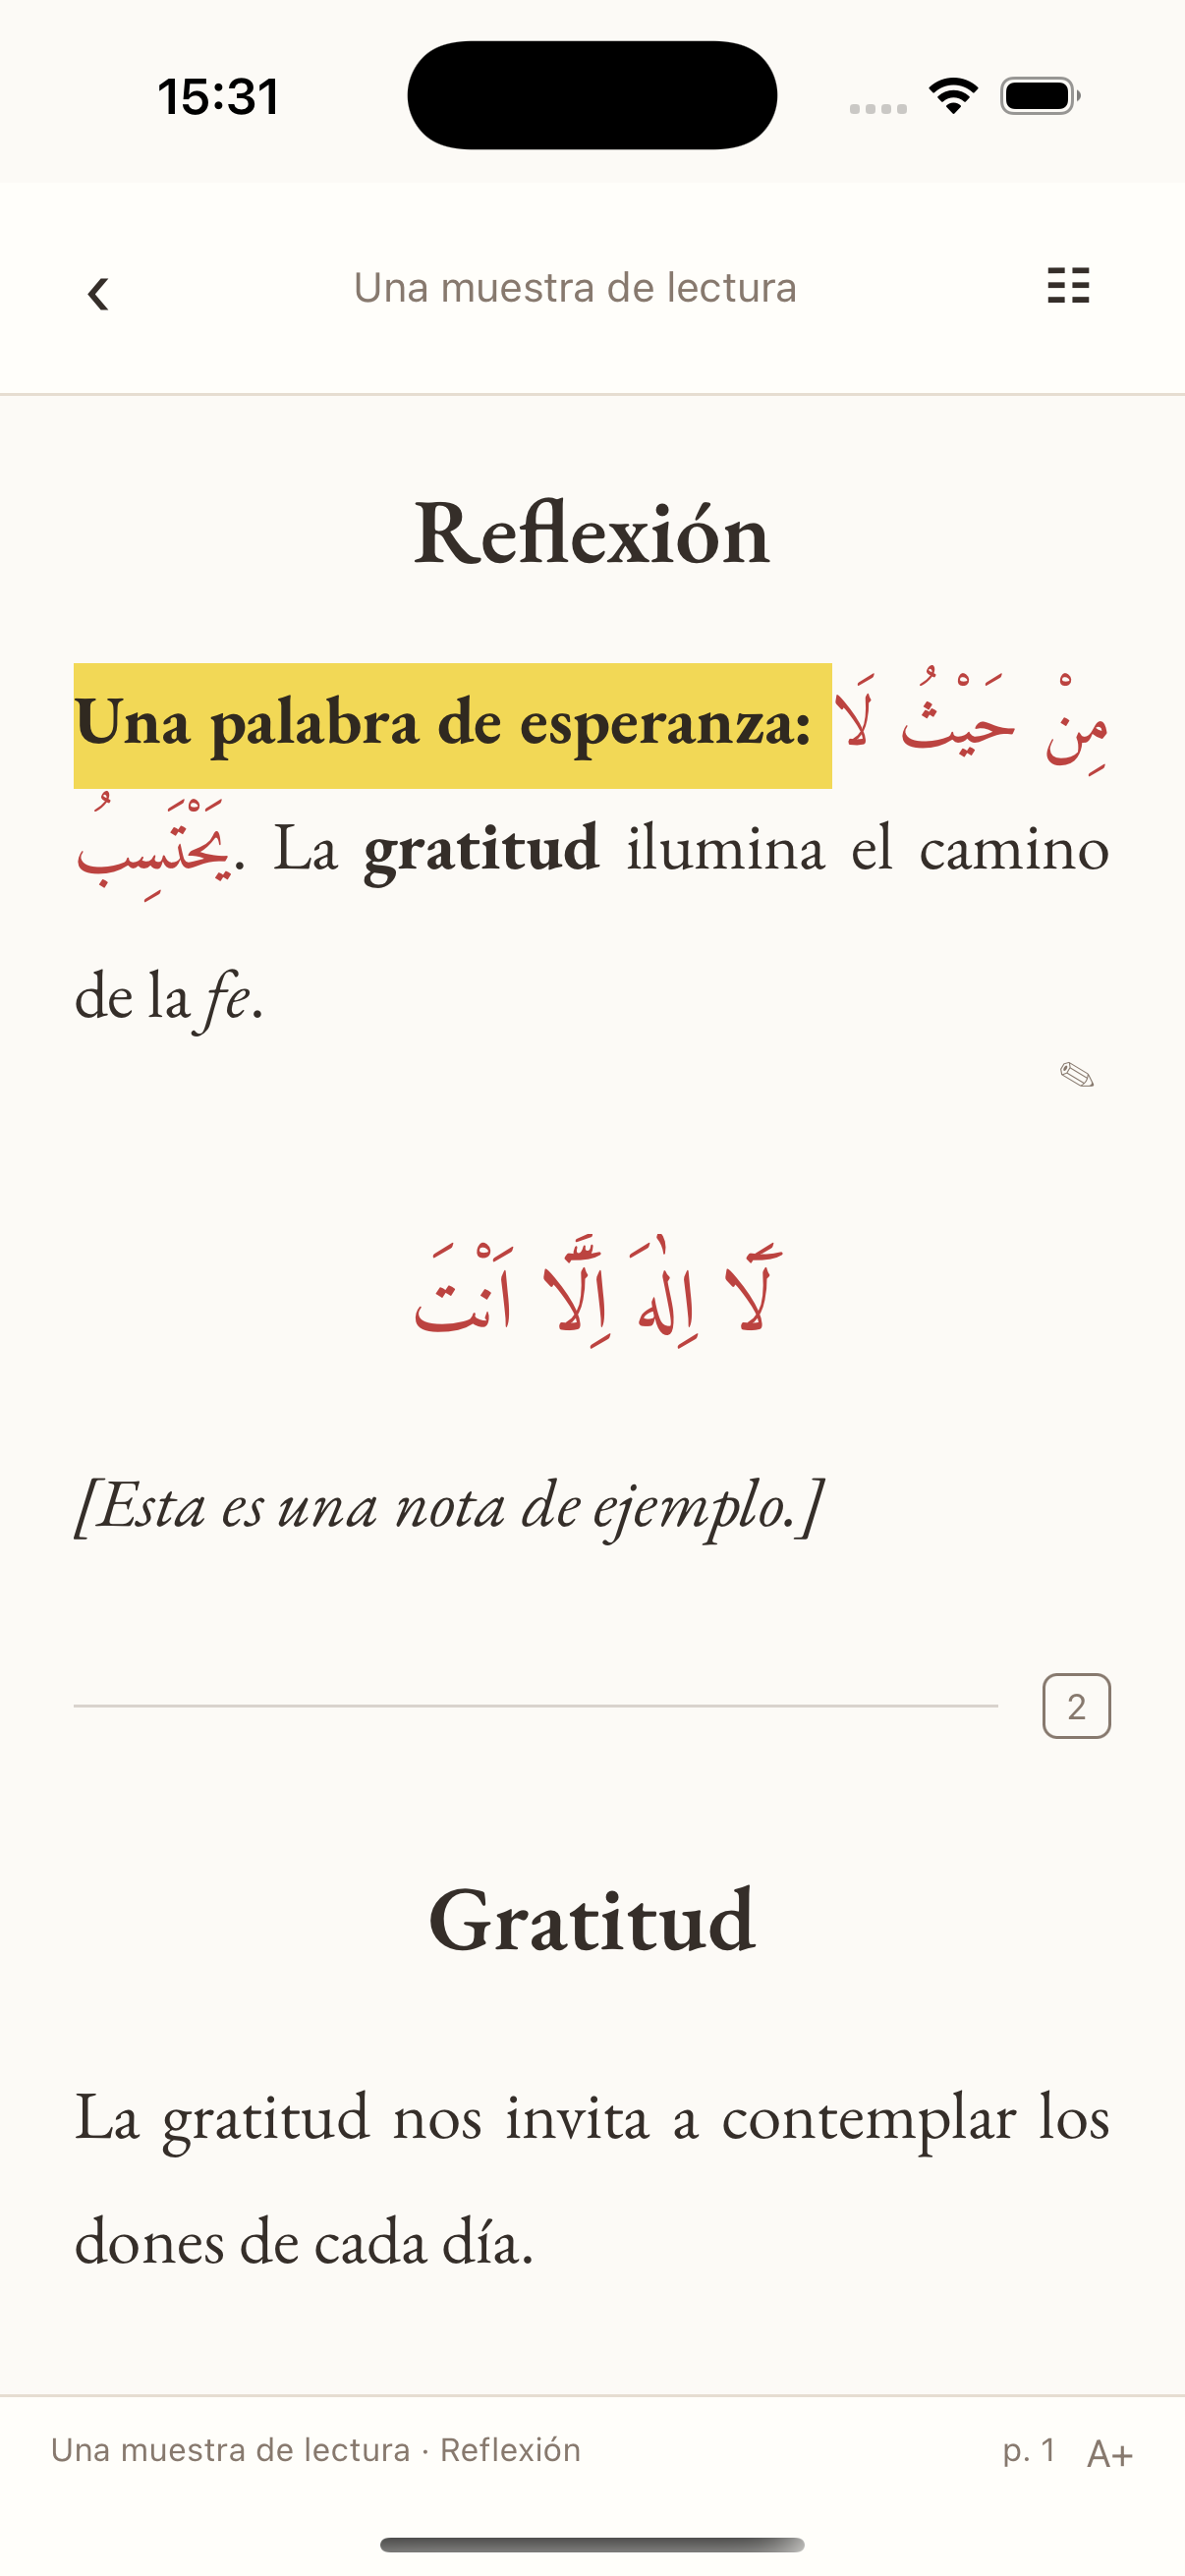 15:31
Una muestra de lectura
Reflexión
Una palabra de esperanza: مِنْ حَيْثُ لَا
يَحْتَسِبُ. La gratitud ilumina el camino
de la fe.
لَٓا اِلٰهَ اِلَّٓا اَنْتَ
[Esta es una nota de ejemplo.]
2
Gratitud
La gratitud nos invita a contemplar los
dones de cada día.
Una muestra de lectura · Reflexión p. 1 A+